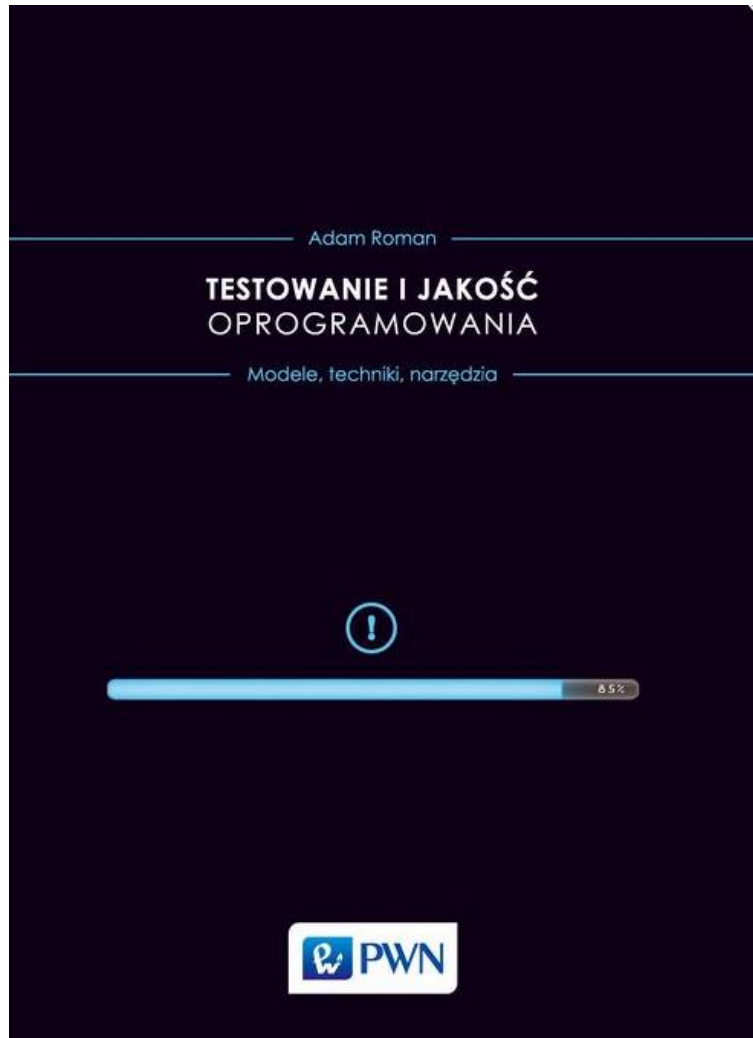 Adam Roman
TESTOWANIE I JAKOŚĆ
OPROGRAMOWANIA
Modele, techniki, narzędzia
!
85%
PWN